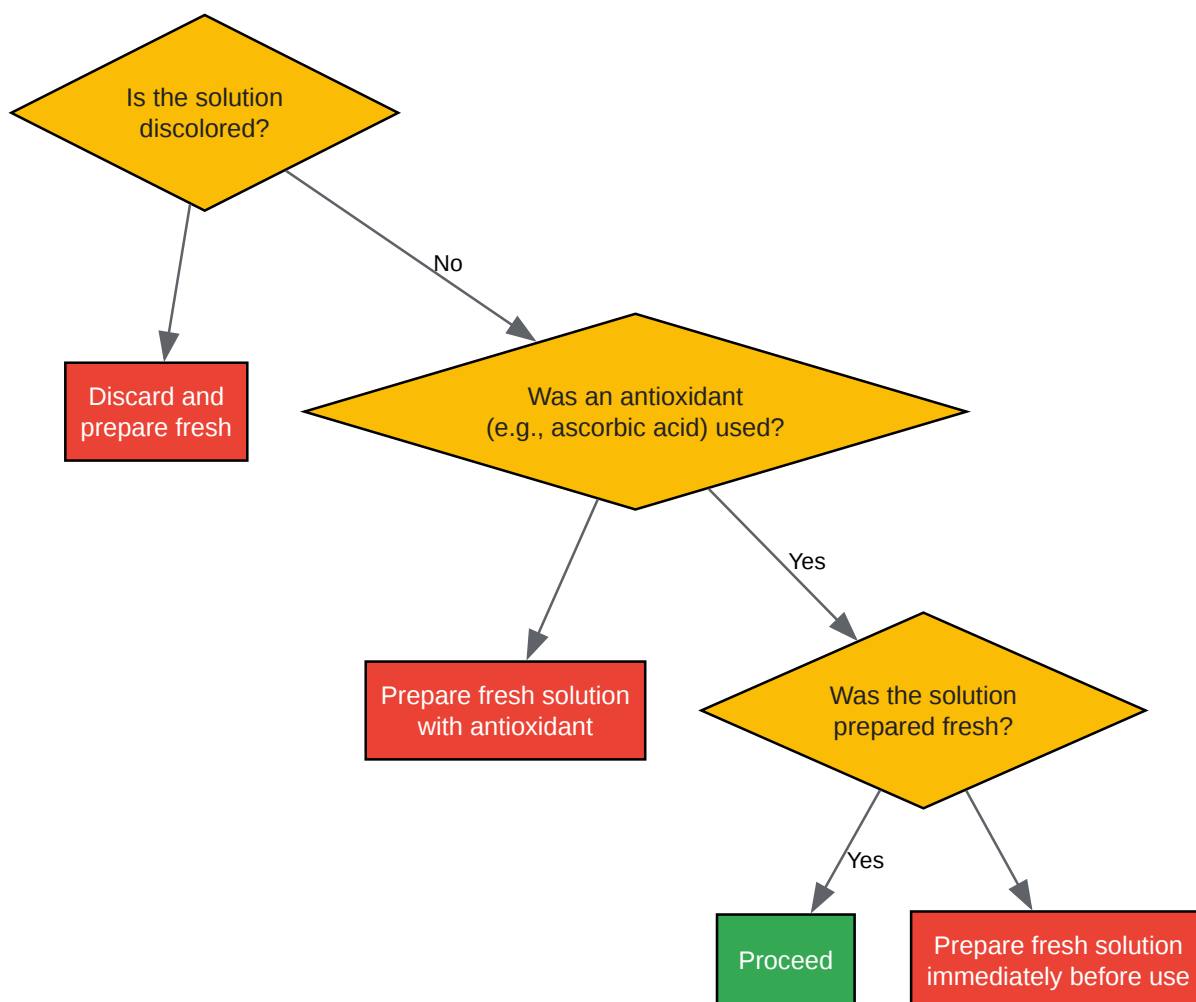 Is the solution
discolored?
No
Discard and
prepare fresh
Was an antioxidant
(e.g., ascorbic acid) used?
Yes
Prepare fresh solution
with antioxidant
Was the solution
prepared fresh?
Yes
Proceed
Prepare fresh solution
immediately before use